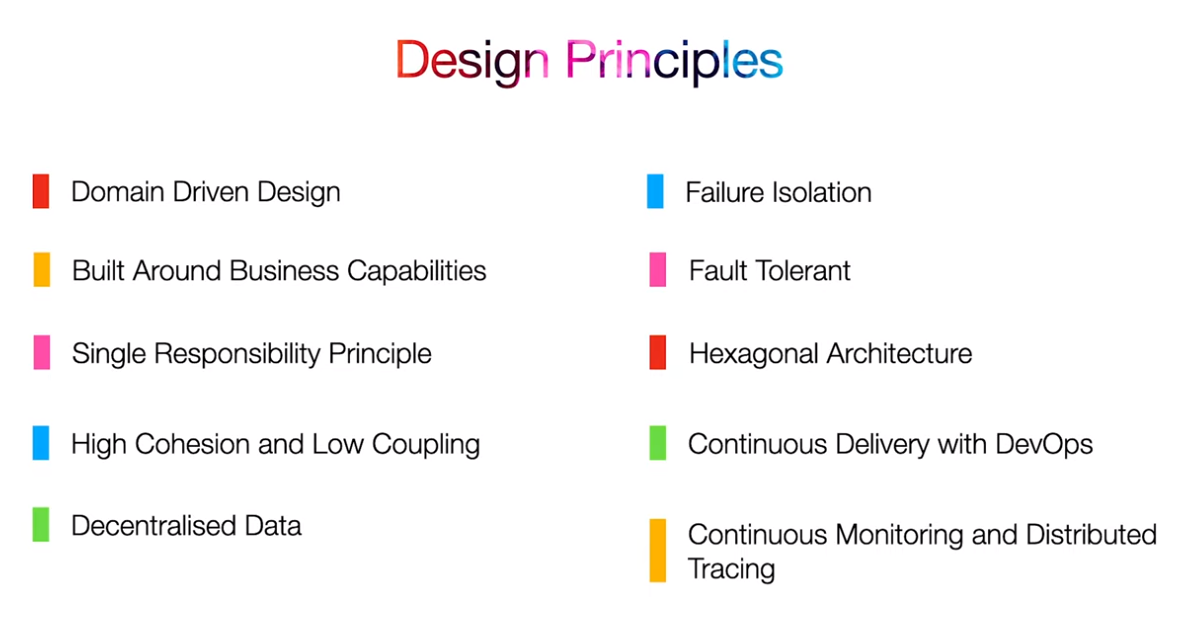 Design Principles
Domain Driven Design
Built Around Business Capabilities
Single Responsibility Principle
High Cohesion and Low Coupling
Decentralised Data
Failure Isolation
Fault Tolerant
Hexagonal Architecture
Continuous Delivery with DevOps
Continuous Monitoring and Distributed
Tracing